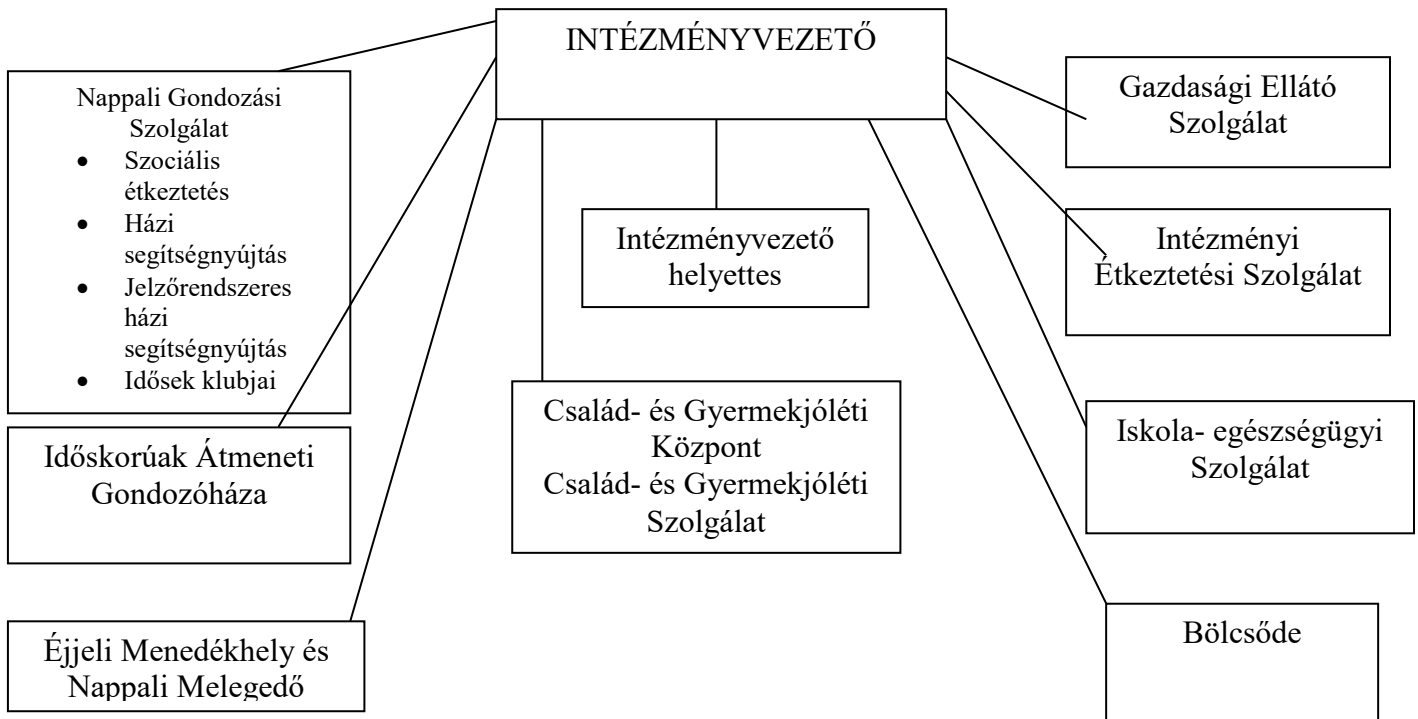 INTÉZMÉNYVEZETŐ
Nappali Gondozási
Szolgálat
• Szociális
étkeztetés
• Házi
segítségnyújtás
• Jelzőrendszeres
házi
segítségnyújtás
• Idősek klubjai
Időskorúak Átmeneti
Gondozóháza
Éjjeli Menedékhely és
Nappali Melegedő
Intézményvezető
helyettes
Család- és Gyermekjóléti
Központ
Család- és Gyermekjóléti
Szolgálat
Gazdasági Ellátó
Szolgálat
Intézményi
Étkeztetési Szolgálat
Iskola- egészségügyi
Szolgálat
Bölcsőde